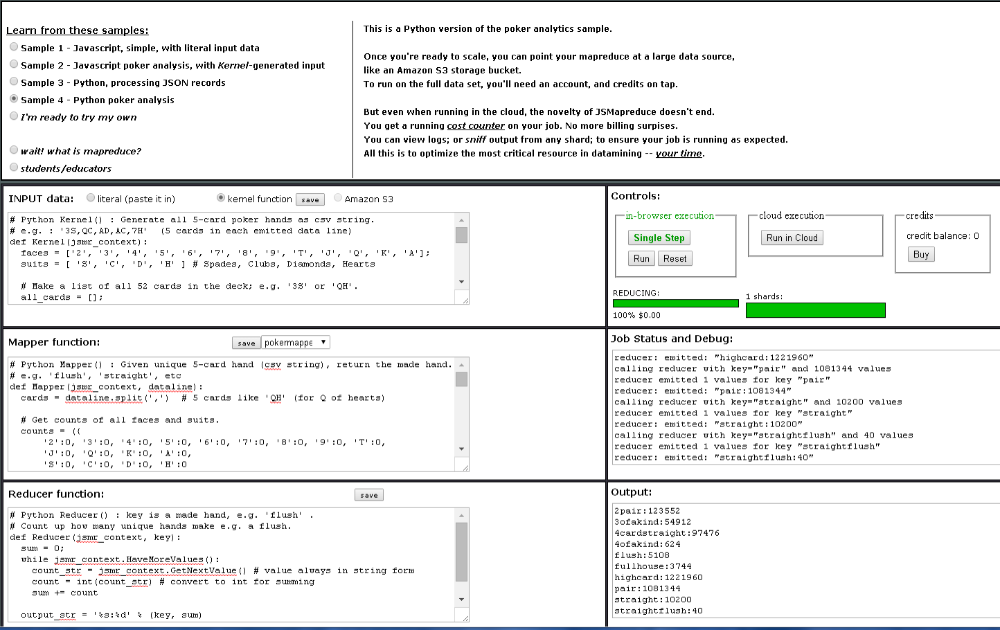 Learn from these samples:
Sample 1 - Javascript, simple, with literal input data
Sample 2 - Javascript poker analysis, with Kernel-generated input
Sample 3 - Python, processing JSON records
Sample 4 - Python poker analysis
I'm ready to try my own
wait! what is mapreduce?
students/educators
This is a Python version of the poker analytics sample.
Once you're ready to scale, you can point your mapreduce at a large data source,
like an Amazon S3 storage bucket.
To run on the full data set, you'll need an account, and credits on tap.
But even when running in the cloud, the novelty of JSMapreduce doesn't end.
You get a running cost counter on your job. No more billing surpises.
You can view logs; or sniff output from any shard; to ensure your job is running as expected.
All this is to optimize the most critical resource in datamining -- your time.
INPUT data: literal (paste it in) kernel function save Amazon S3
# Python Kernel() : Generate all 5-card poker hands as csv string.
# e.g. : '3S,QC,AD,AC,7H' (5 cards in each emitted data line)
def Kernel(jsmr_context):
faces = ['2', '3', '4', '5', '6', '7', '8', '9', 'T', 'J', 'Q', 'K', 'A'];
suits = [ 'S', 'C', 'D', 'H' ] # Spades, Clubs, Diamonds, Hearts
# Make a list of all 52 cards in the deck; e.g. '3S' or 'QH'.
all_cards = [];
Controls:
in-browser execution
Single Step
Run Reset
cloud execution
Run in Cloud
credits
credit balance: 0
Buy
REDUCING:
100% $0.00
1 shards:
Mapper function: save pokermappe
# Python Mapper() : Given unique 5-card hand (csv string), return the made hand.
# e.g. 'flush', 'straight', etc
def Mapper(jsmr_context, dataline):
cards = dataline.split(',') # 5 cards like 'QH' (for Q of hearts)
# Get counts of all faces and suits.
counts = ({
'2':0, '3':0, '4':0, '5':0, '6':0, '7':0, '8':0, '9':0, 'T':0,
'J':0, 'Q':0, 'K':0, 'A':0,
'S':0, 'C':0, 'D':0, 'H':0
Job Status and Debug:
reducer: emitted: "highcard:1221960"
calling reducer with key="pair" and 1081344 values
reducer emitted 1 values for key "pair"
reducer: emitted: "pair:1081344"
calling reducer with key="straight" and 10200 values
reducer emitted 1 values for key "straight"
reducer: emitted: "straight:10200"
calling reducer with key="straightflush" and 40 values
reducer emitted 1 values for key "straightflush"
reducer: emitted: "straightflush:40"
Reducer function: save
# Python Reducer() : key is a made hand, e.g. 'flush' .
# Count up how many unique hands make e.g. a flush.
def Reducer(jsmr_context, key):
sum = 0;
while jsmr_context.HaveMoreValues():
count_str = jsmr_context.GetNextValue() # value always in string form
count = int(count_str) # convert to int for summing
sum += count
output_str = '%s:%d' % (key, sum)
Output:
2pair:123552
3ofakind:54912
4cardstraight:97476
4ofakind:624
flush:5108
fullhouse:3744
highcard:1221960
pair:1081344
straight:10200
straightflush:40